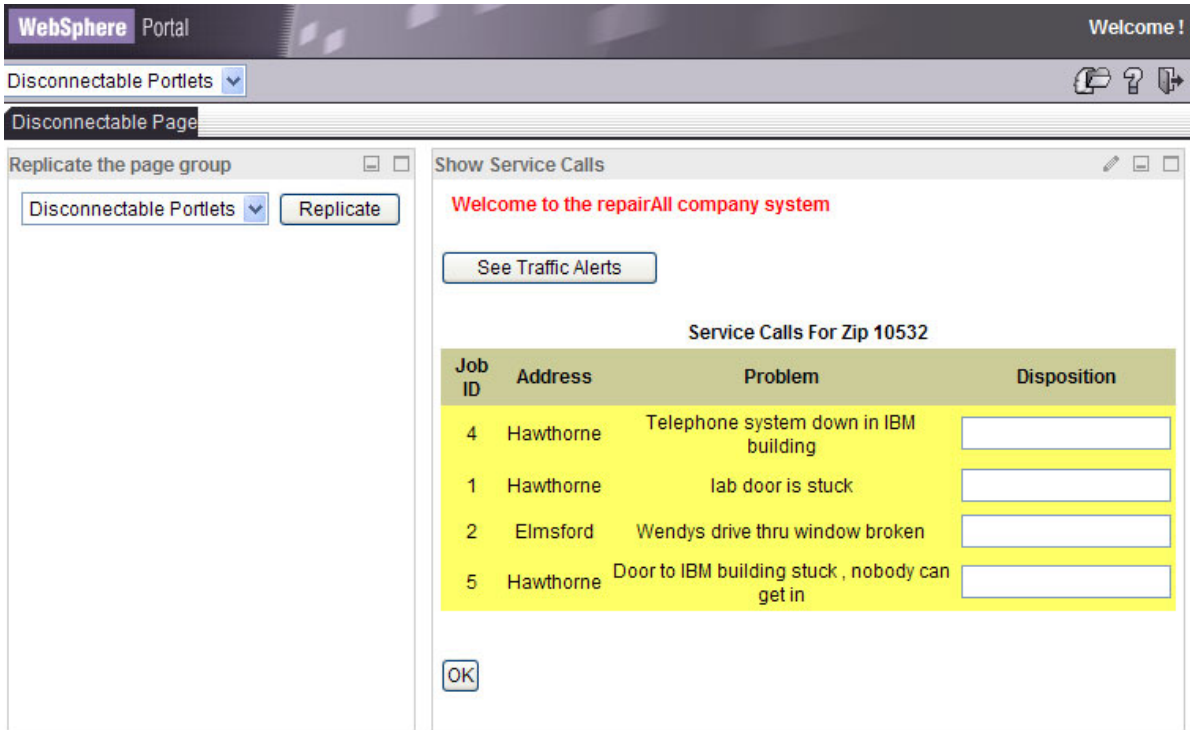 WebSphere Portal
Welcome !
Disconnectable Portlets
Disconnectable Page
Replicate the page group
Disconnectable Portlets Replicate
Show Service Calls
Welcome to the repairAll company system
See Traffic Alerts
Service Calls For Zip 10532
Job ID Address Problem Disposition
4 Hawthorne Telephone system down in IBM
building
1 Hawthorne lab door is stuck
2 Elmsford Wendys drive thru window broken
5 Hawthorne Door to IBM building stuck , nobody can
get in
OK